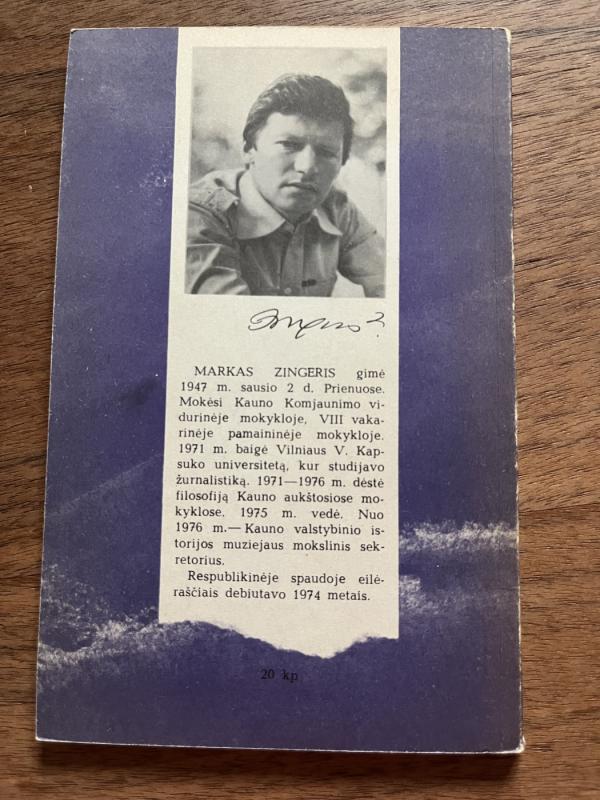 MARKAS ZINGERIS gimė
1947 m. sausio 2 d. Prienuose.
Mokėsi Kauno Komjaunimo vi-
durinėje mokykloje, VIII vaka-
rinėje pamaininėje mokykloje.
1971 m. baigė Vilniaus V. Kap-
suko universitetą, kur studijavo
žurnalistiką. 1971—1976 m. dėstė
filosofiją Kauno aukštosiose mo-
kyklose. 1975 m. vedė. Nuo
1976 m.— Kauno valstybinio is-
torijos muziejaus mokslinis sek-
retorius.
Respublikinėje spaudoje eilė-
raščiais debiutavo 1974 metais.
20 kp